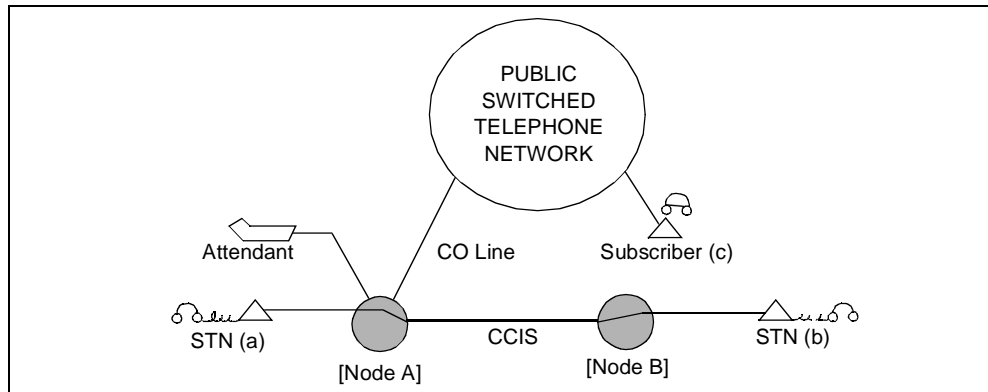 PUBLIC
SWITCHED
TELEPHONE
NETWORK
Attendant
CO Line
Subscriber (c)
STN (a)
CCIS
STN (b)
[Node A]
[Node B]